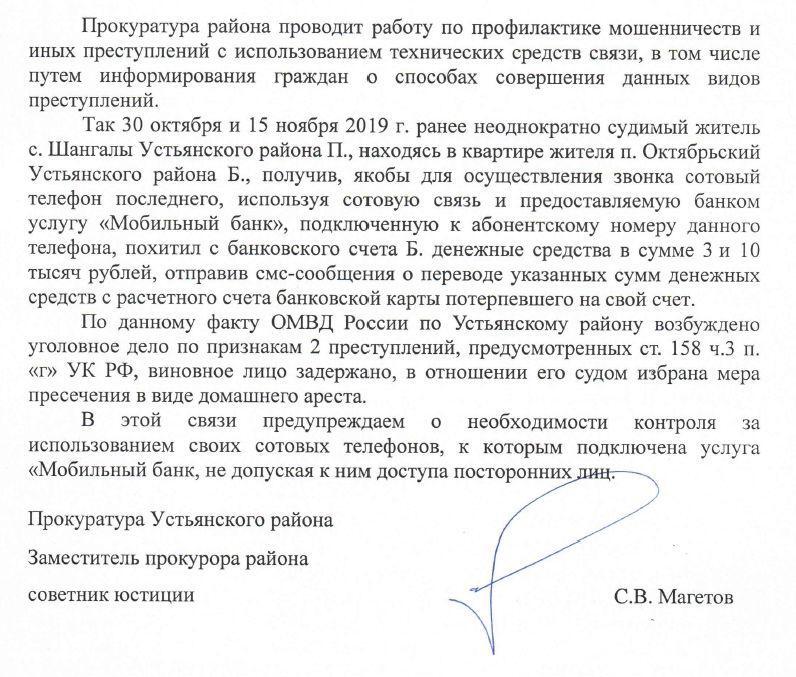 Прокуратура района проводит работу по профилактике мошенничеств и
иных преступлений с использованием технических средств связи, в том числе
путем информирования граждан о способах совершения данных видов
преступлений.
Так 30 октября и 15 ноября 2019 г. ранее неоднократно судимый житель
с. Шангалы Устьянского района П., находясь в квартире жителя п. Октябрьский
Устьянского района Б., получив, якобы для осуществления звонка сотовый
телефон последнего, используя сотовую связь и предоставляемую банком
услугу «Мобильный банк», подключенную к абонентскому номеру данного
телефона, похитил с банковского счета Б. денежные средства в сумме 3 и 10
тысяч рублей, отправив смс-сообщения о переводе указанных сумм денежных
средств с расчетного счета банковской карты потерпевшего на свой счет.
По данному факту ОМВД России по Устьянскому району возбуждено
уголовное дело по признакам 2 преступлений, предусмотренных ст. 158 ч.3 п.
«г» УК РФ, виновное лицо задержано, в отношении его судом избрана мера
пресечения в виде домашнего ареста.
В этой связи предупреждаем о необходимости контроля за
использованием своих сотовых телефонов, к которым подключена услуга
«Мобильный банк, не допуская к ним доступа посторонних лиц.
Прокуратура Устьянского района
Заместитель прокурора района
советник юстиции С.В. Магетов